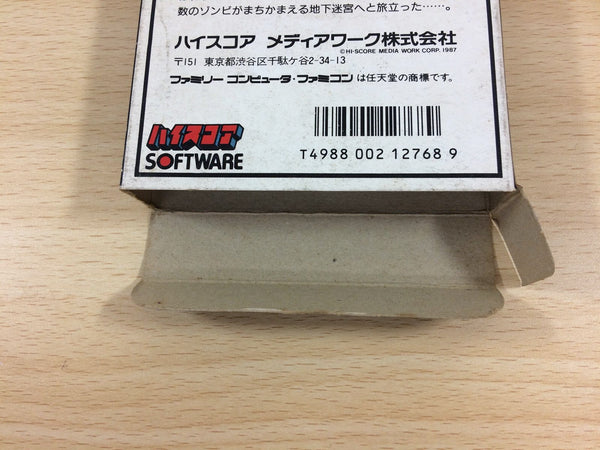 数のゾンビがまちかまえる地下迷宮へと旅立った……。
ハイスコア メディアワーク株式会社
©HI-SCORE MEDIA WORK CORP. 1987
〒151 東京都渋谷区千駄ケ谷2-34-13
ファミリー コンピュータ・ファミコン は任天堂の商標です。
ハイスコア
SOFTWARE
T4988 002 12768 9